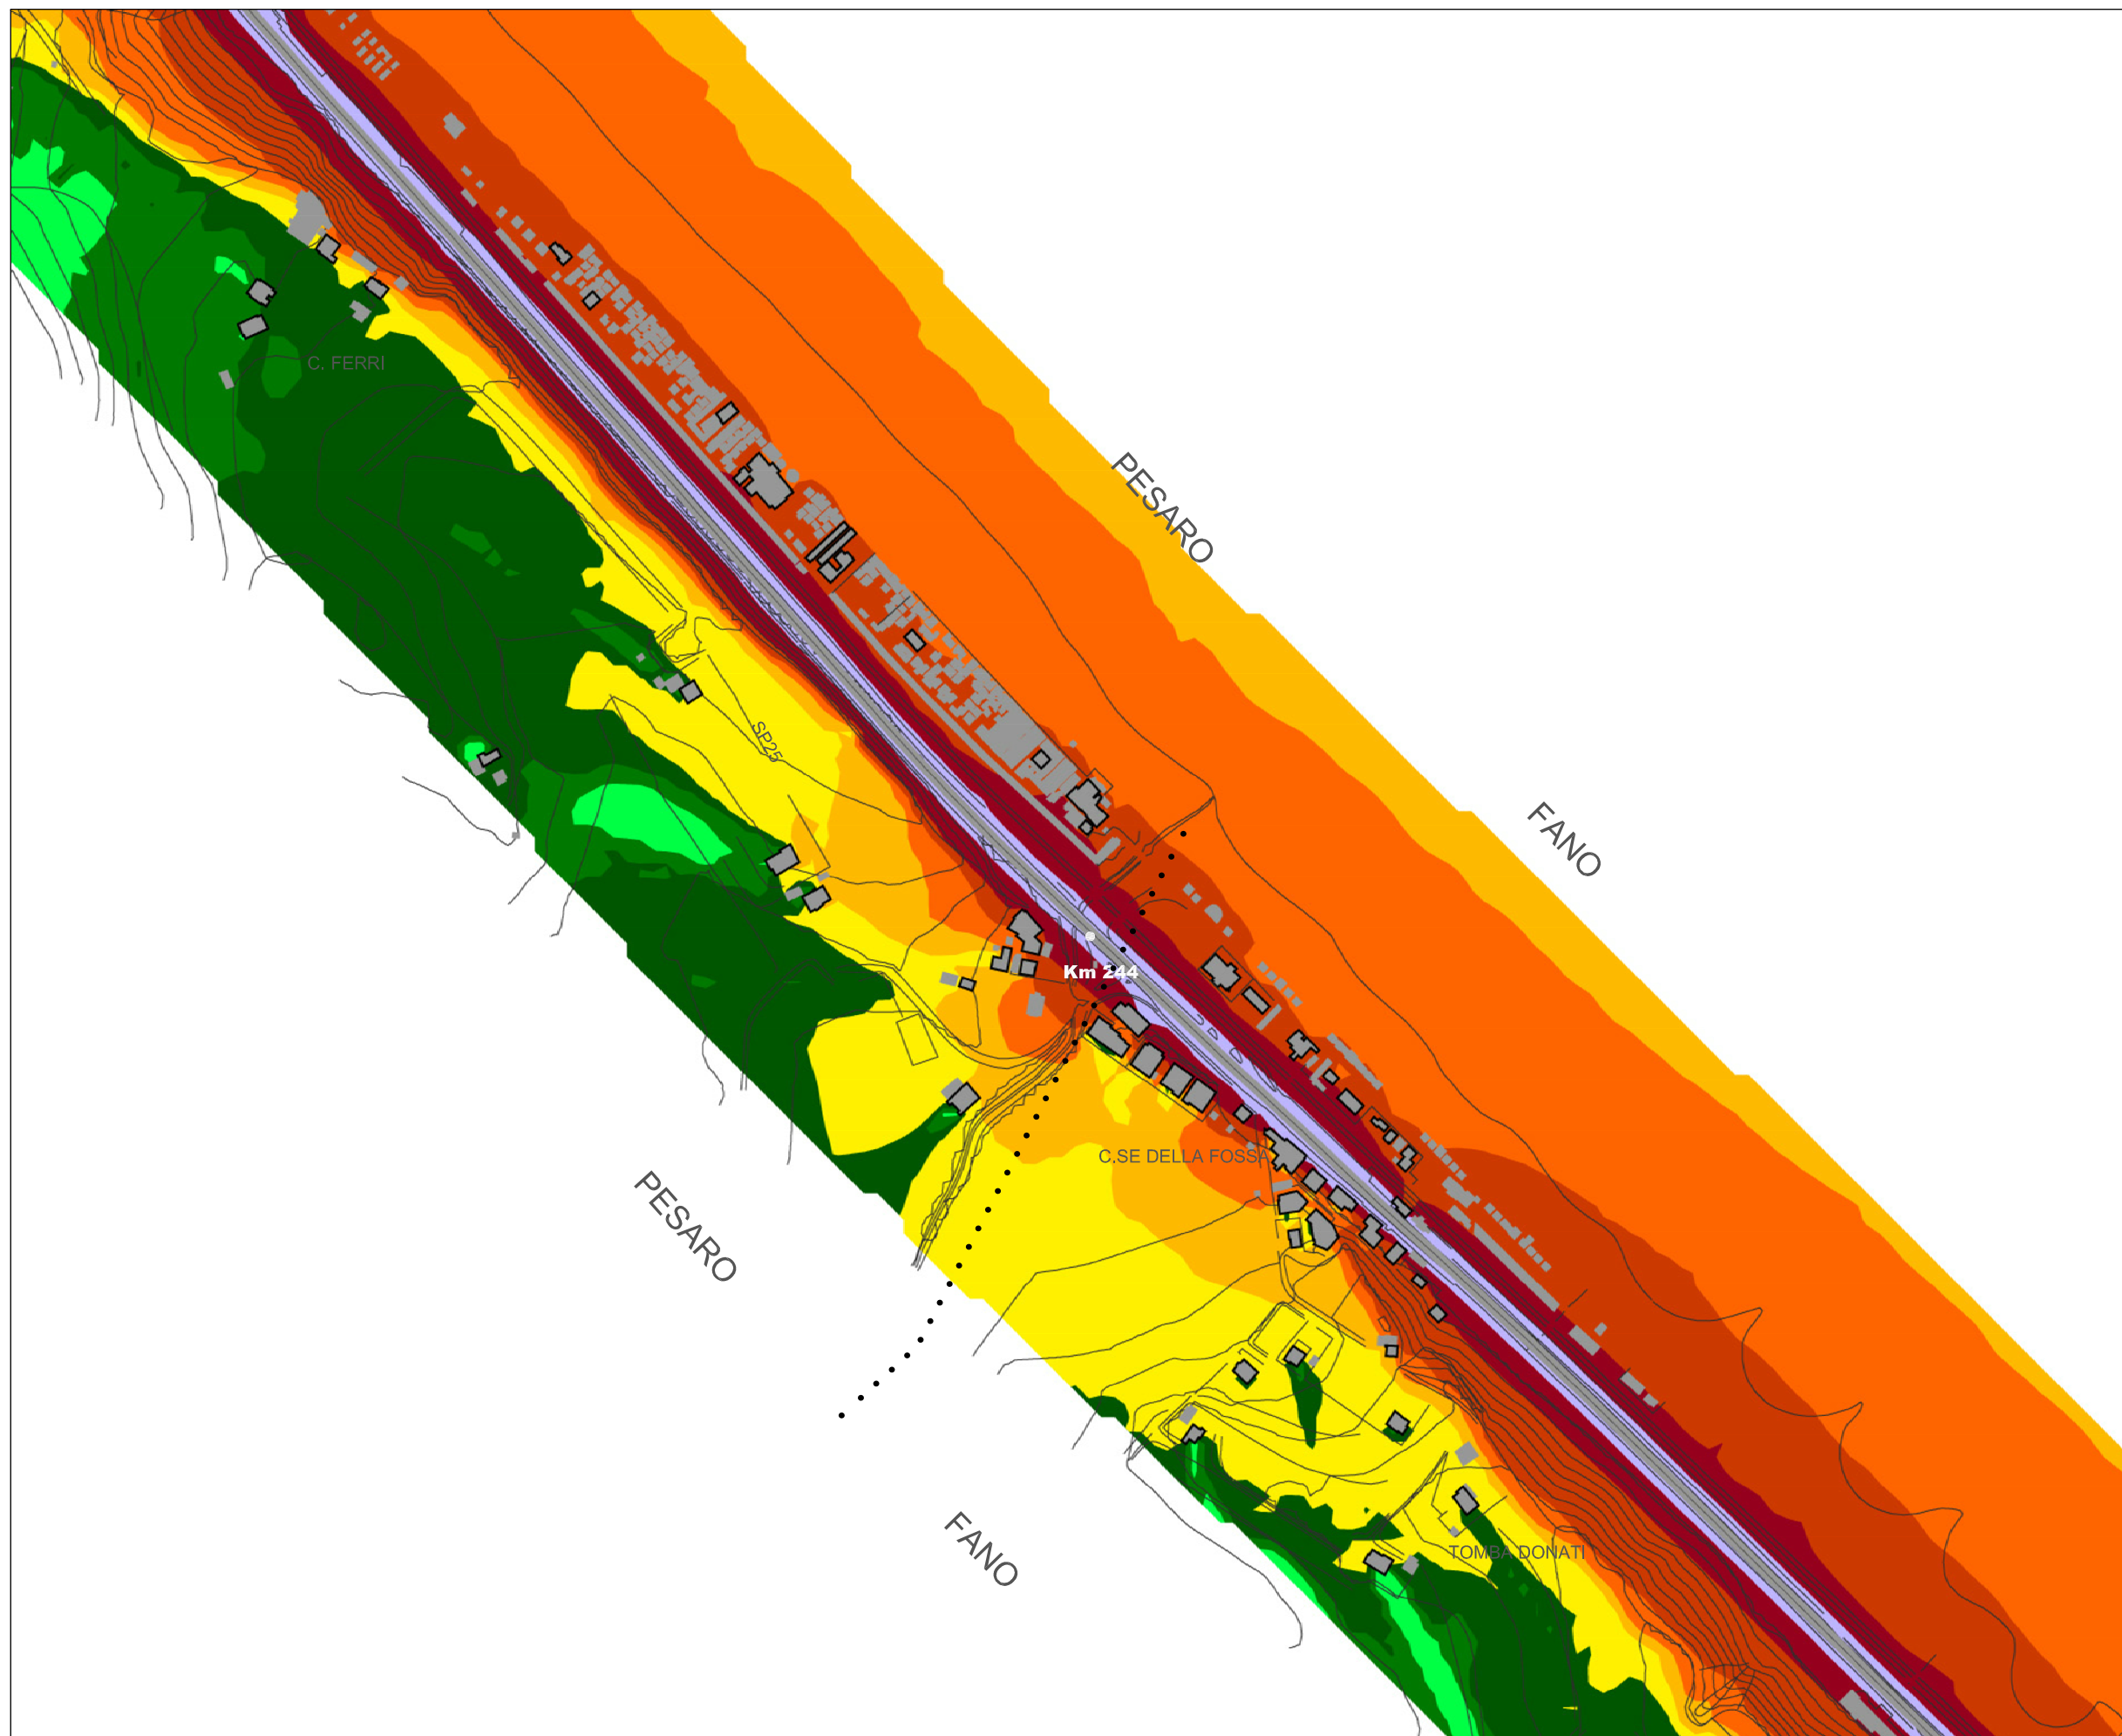 C. FERRI
PESARO
SP25
FANO
Km 244
C.SE DELLA FOSSA
PESARO
FANO
TOMBA DONATI